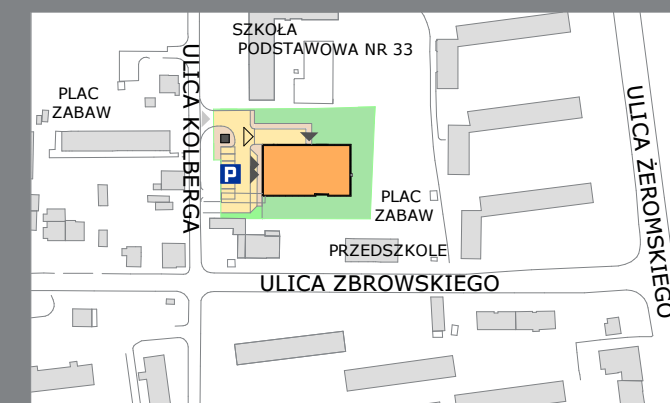 SZKOŁA
PODSTAWOWA NR 33
PLAC
ZABAW
ULICA KOLBERGA
P
PLAC
ZABAW
PRZEDSZKOLE
ULICA ZBROWSKIEGO
ULICA ŻEROMSKIEGO